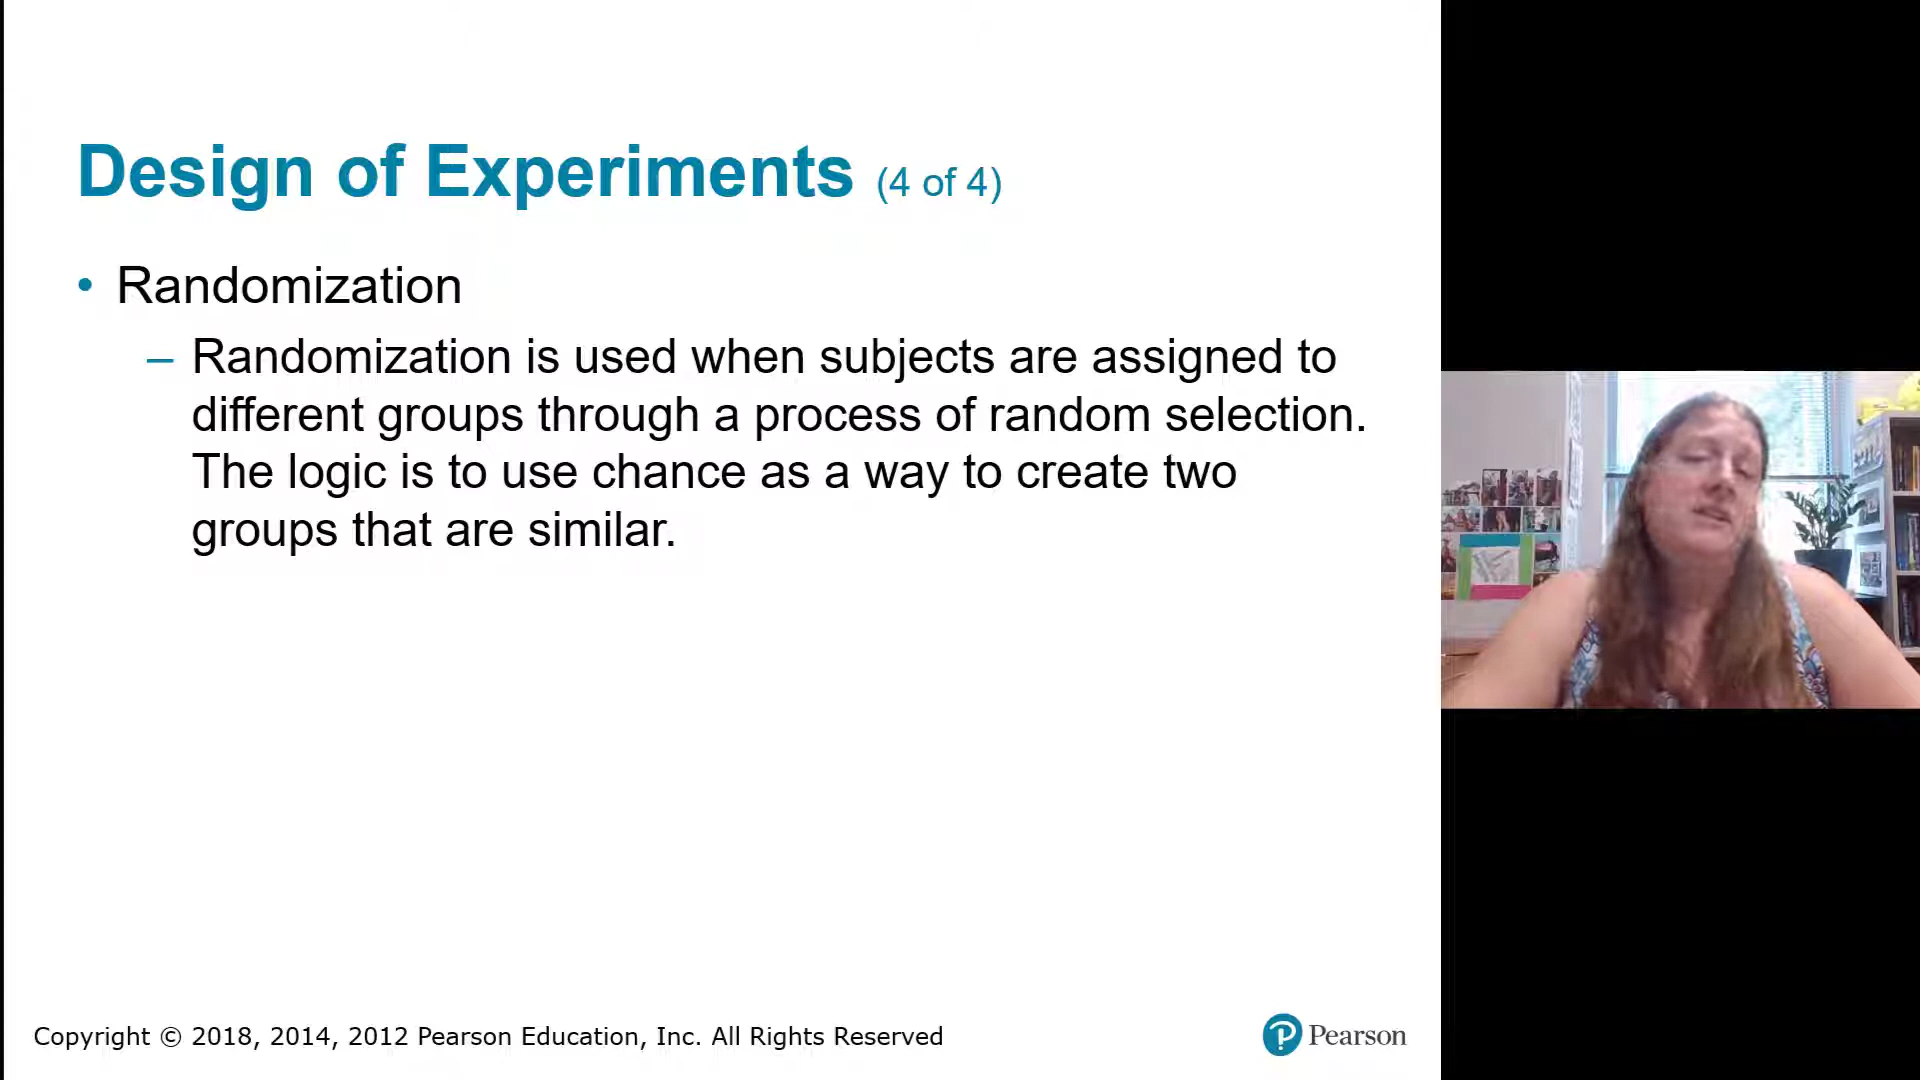 Design of Experiments (4 of 4)
• Randomization
– Randomization is used when subjects are assigned to
different groups through a process of random selection.
The logic is to use chance as a way to create two
groups that are similar.
Copyright © 2018, 2014, 2012 Pearson Education, Inc. All Rights Reserved
Pearson